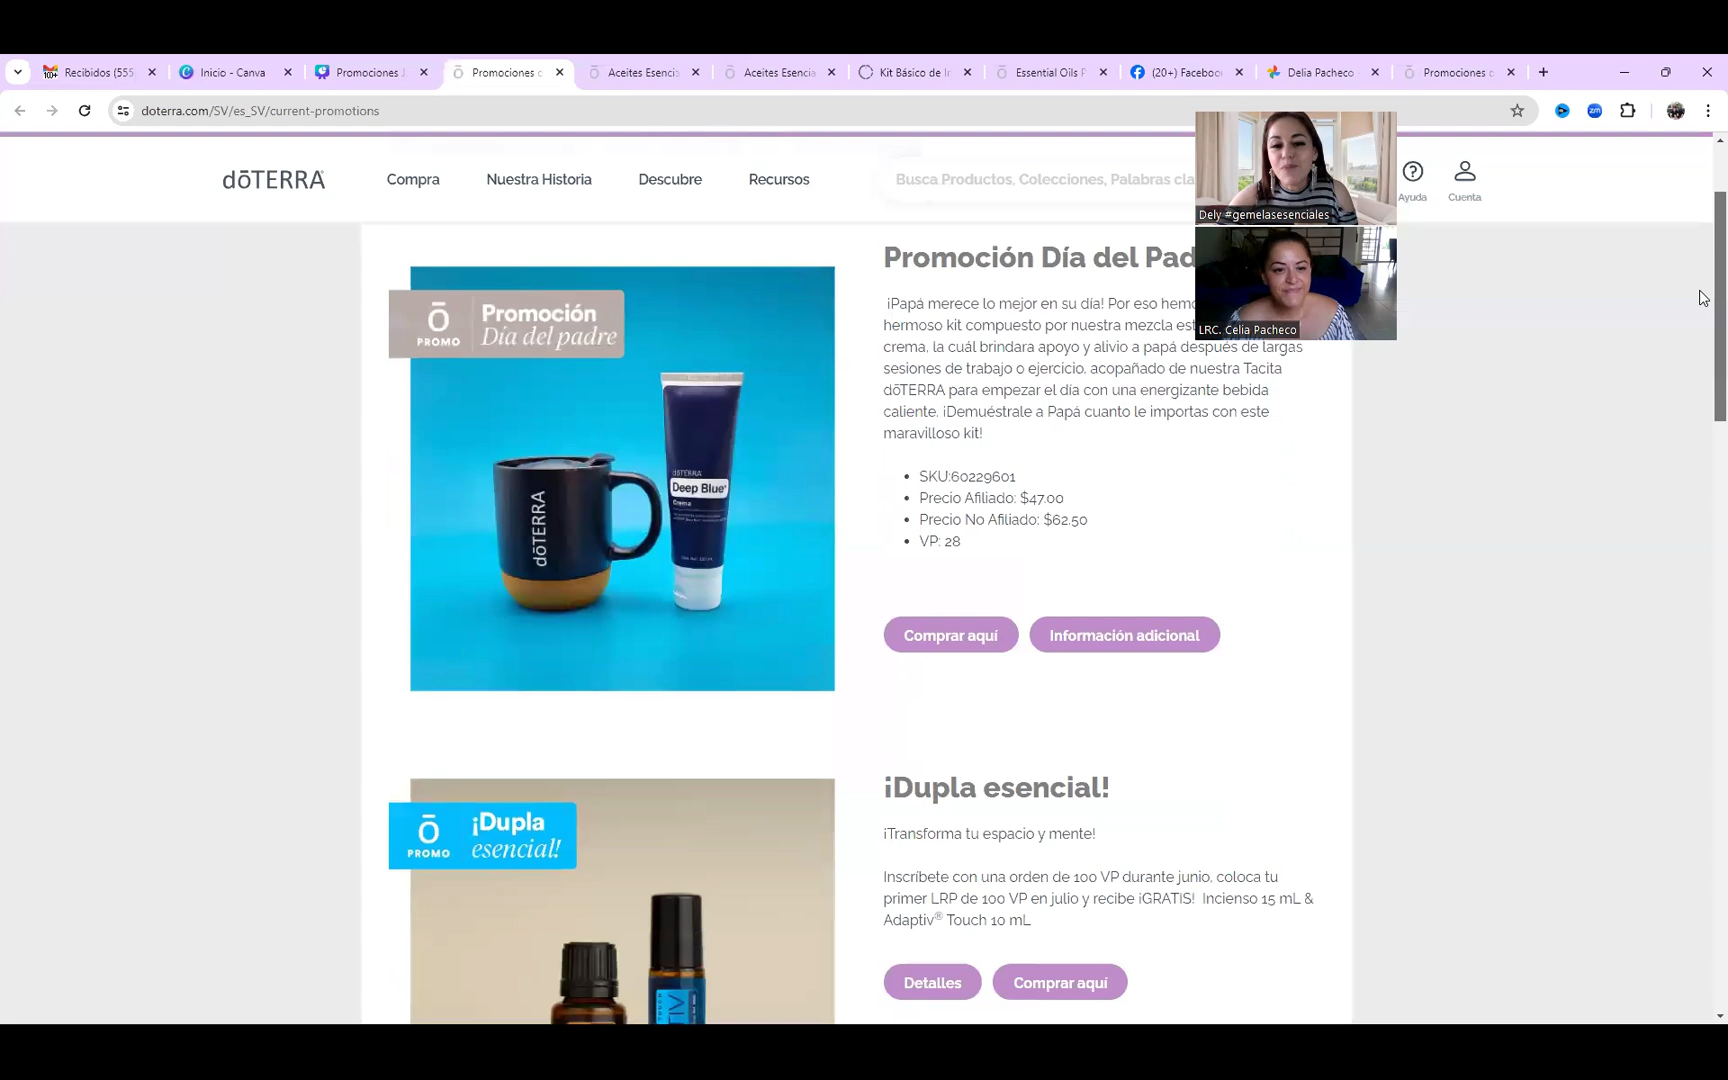 Recibidos (555
Inicio - Canva
Promociones J
Promociones c
Aceites Esenci
Aceites Esencia
Kit Básico de Ir
Essential Oils P
(20+) Facebook
Delia Pacheco
Promociones c
doterra.com/SV/es_SV/current-promotions
dōTERRA
Compra
Nuestra Historia
Descubre
Recursos
Busca Productos, Colecciones, Palabras cla
Ayuda
Cuenta
Dely #gemelasesenciales
LRC. Celia Pacheco
Promoción Día del Pad
¡Papá merece lo mejor en su día! Por eso hemo
hermoso kit compuesto por nuestra mezcla est
crema, la cuál brindara apoyo y alivio a papá después de largas
sesiones de trabajo o ejercicio, acopañado de nuestra Tacita
dōTERRA para empezar el día con una energizante bebida
caliente. ¡Demuéstrale a Papá cuanto le importas con este
maravilloso kit!
SKU:60229601
Precio Afiliado: $47.00
Precio No Afiliado: $62.50
VP: 28
Comprar aquí
Información adicional
PROMO
Promoción
Día del padre
dōTERRA
dōTERRA
Deep Blue
Crema
¡Dupla esencial!
¡Transforma tu espacio y mente!
Inscríbete con una orden de 100 VP durante junio, coloca tu
primer LRP de 100 VP en julio y recibe ¡GRATIS! Incienso 15 mL &
Adaptiv® Touch 10 mL
Detalles
Comprar aquí
PROMO
¡Dupla
esencial!